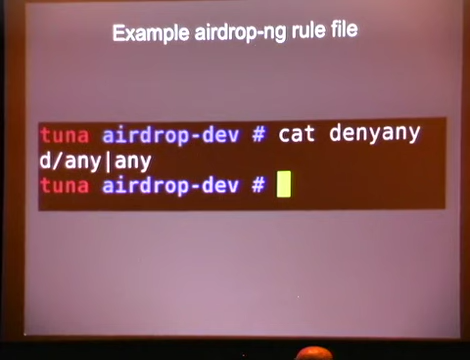 Example airdrop-ng rule file
tuna airdrop-dev # cat denyany
d/any|any
tuna airdrop-dev #